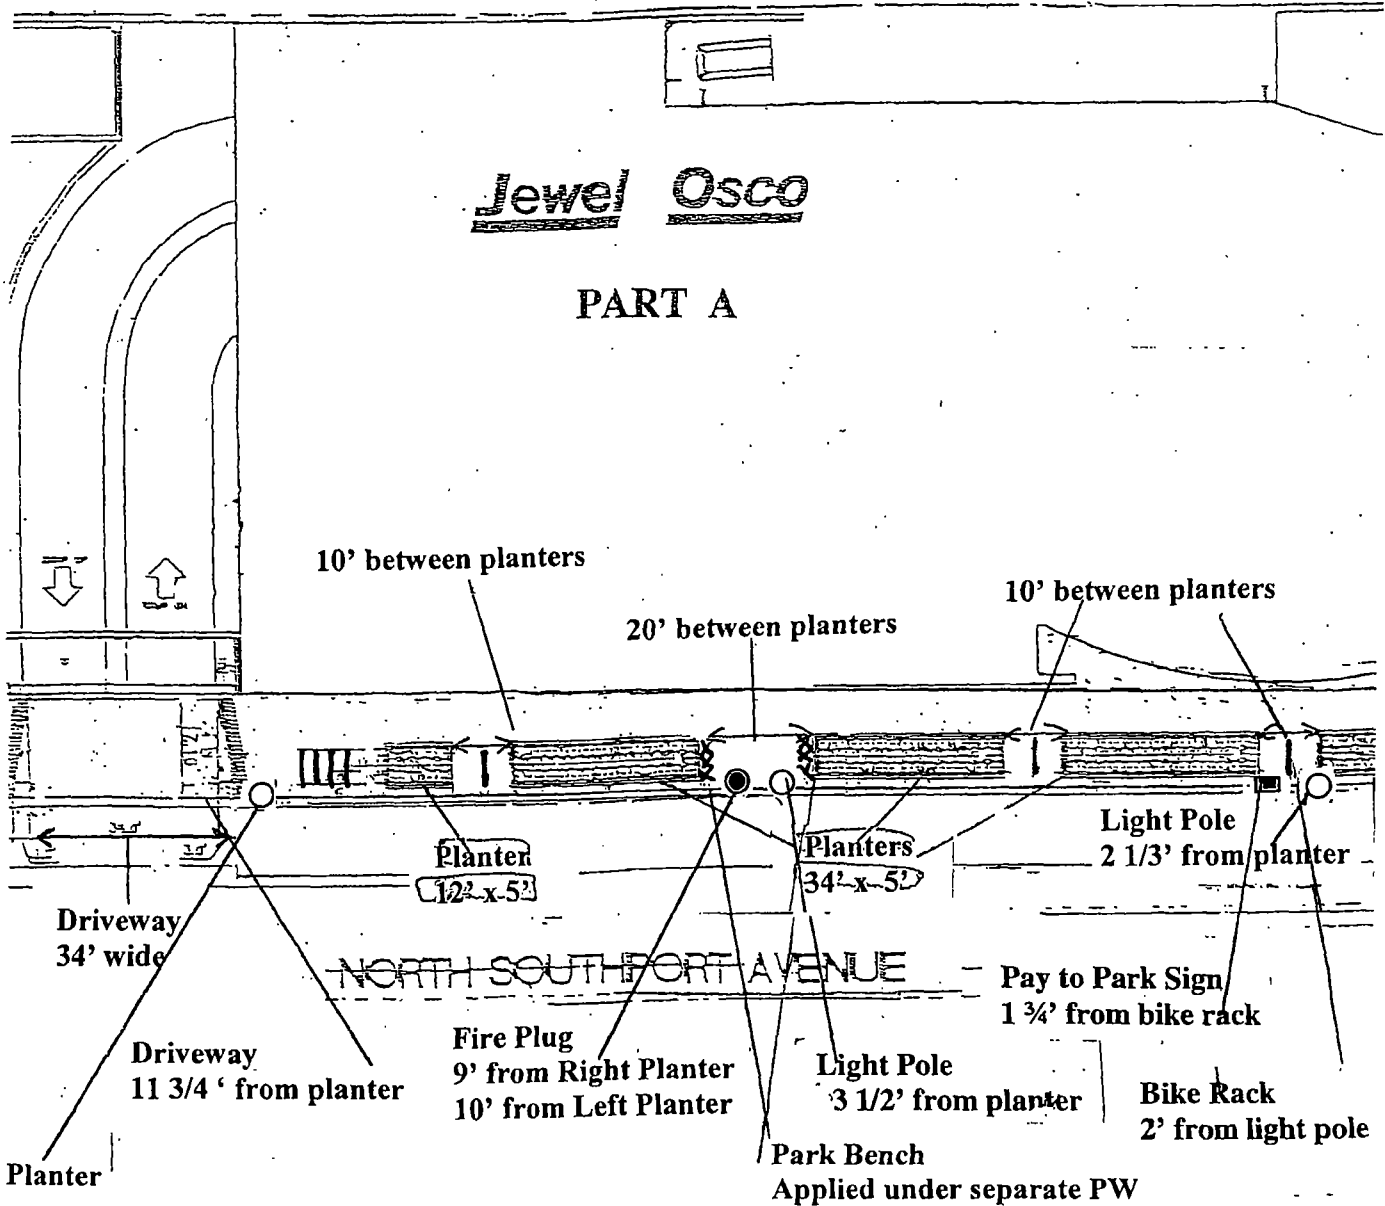 Jewel Osco
PART A
10' between planters
20' between planters
10' between planters
Planter
12' x 5'
Planters
34' x 5'
Light Pole
2 1/3' from planter
Driveway
34' wide
NORTH SOUTHPORT AVENUE
Pay to Park Sign
1 ¾' from bike rack
Driveway
11 3/4 ‘ from planter
Fire Plug
9' from Right Planter
10' from Left Planter
Light Pole
3 1/2' from planter
Bike Rack
2' from light pole
Planter
Park Bench
Applied under separate PW